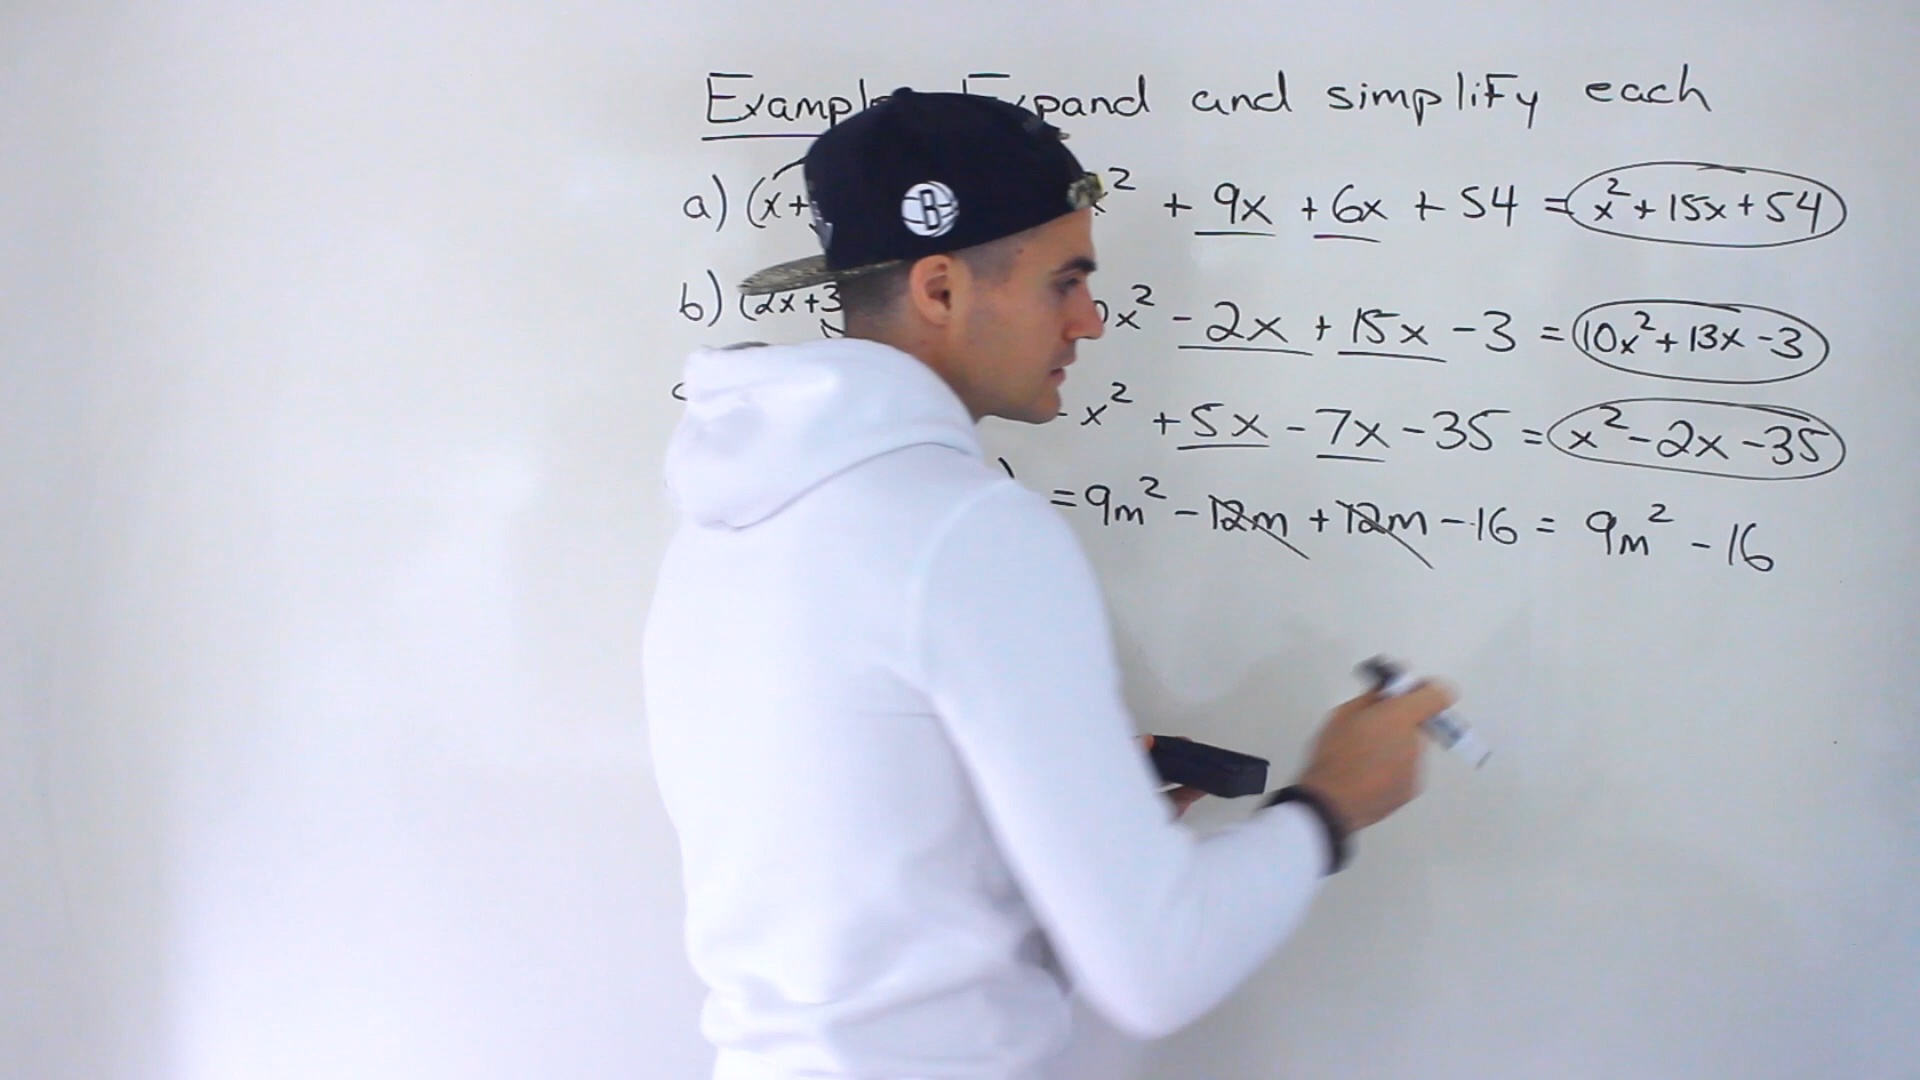 Example Expand and simplify each
a) (x+ x² + 9x + 6x + 54 = x² + 15x + 54
b) (2x+3 0x² - 2x + 15x - 3 = 10x² + 13x - 3
x² + 5x - 7x - 35 = x² - 2x - 35
) = 9m² - 12m + 12m - 16 = 9m² - 16
B